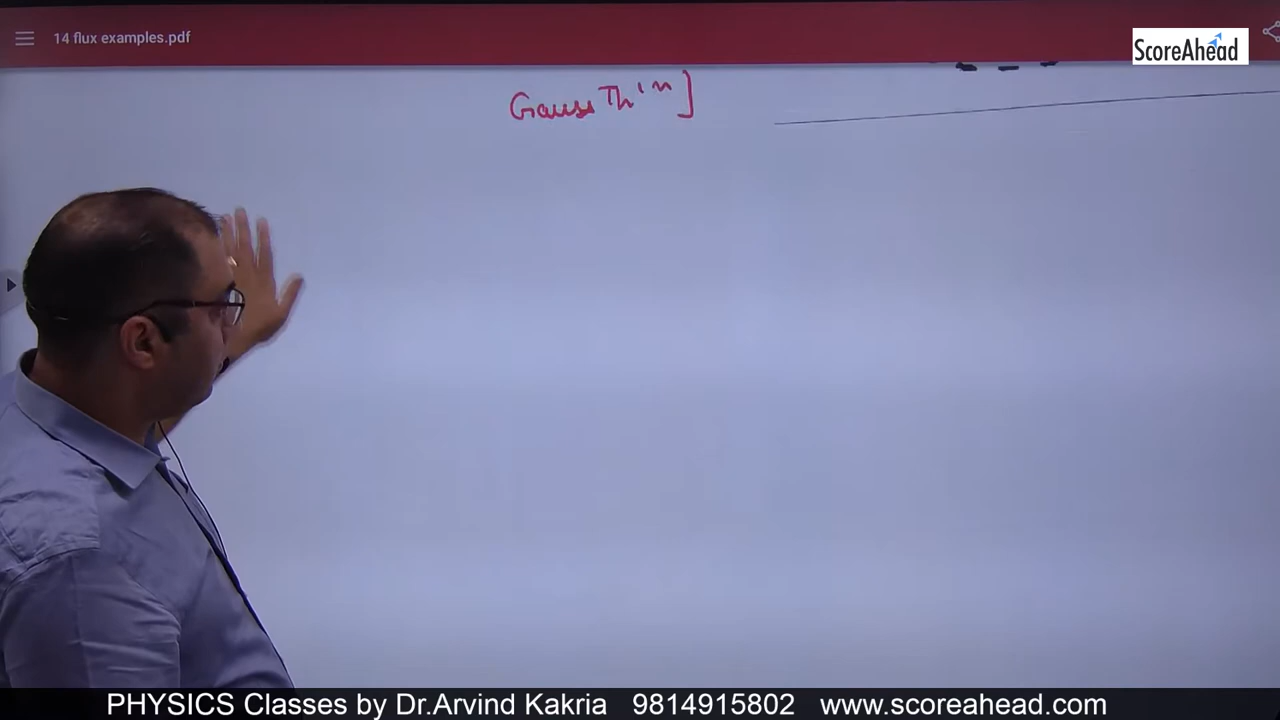 14 flux examples.pdf
ScoreAhead
Gauss Th'm ]
PHYSICS Classes by Dr.Arvind Kakria 9814915802 www.scoreahead.com